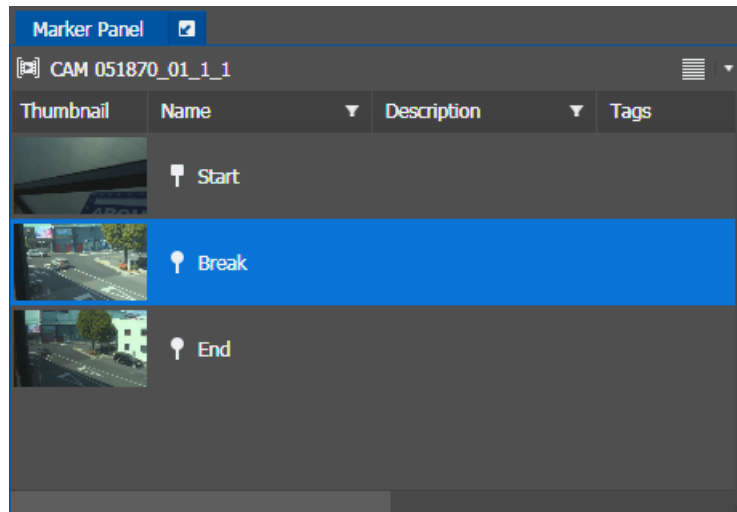 Marker Panel
CAM 051870_01_1_1
Thumbnail Name Description Tags
Start
Break
End